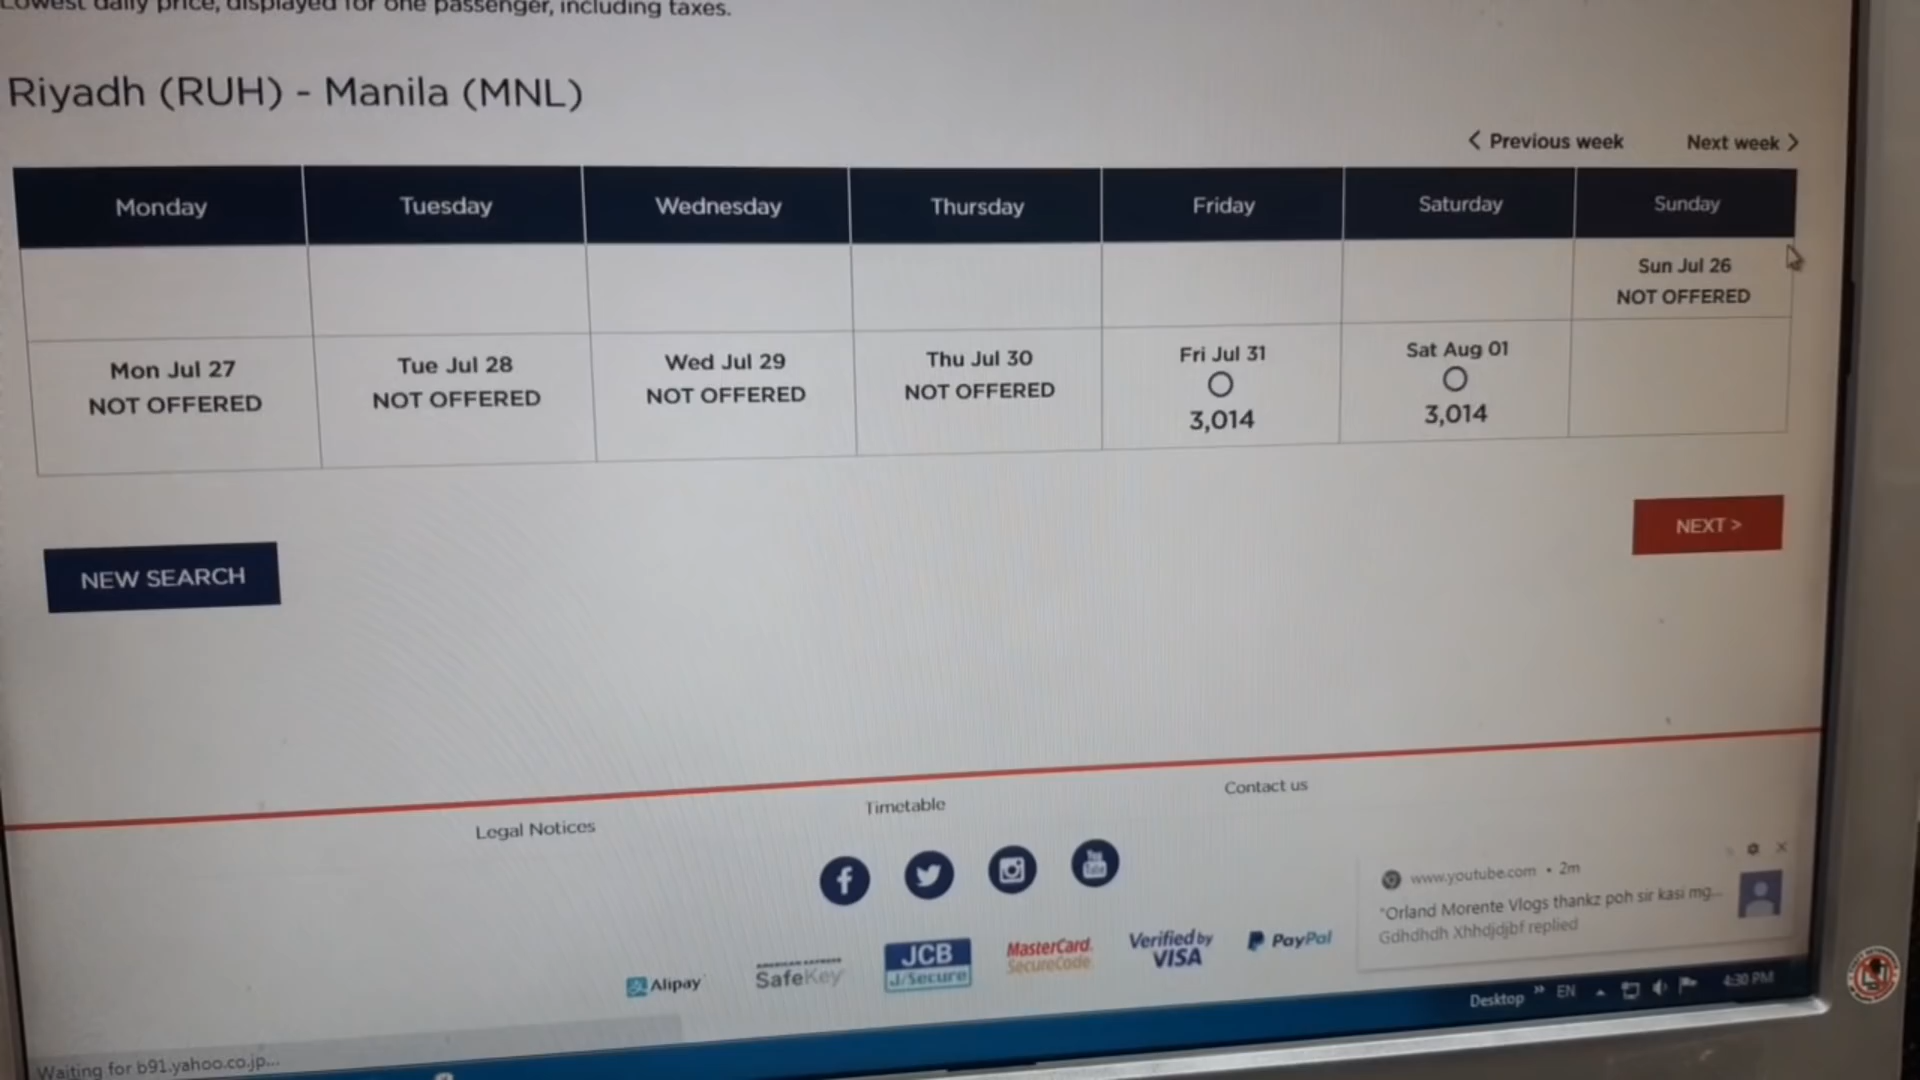 Lowest daily price, displayed for one passenger, including taxes.
Riyadh (RUH) - Manila (MNL)
< Previous week Next week >
Monday Tuesday Wednesday Thursday Friday Saturday Sunday
Sun Jul 26
NOT OFFERED
Mon Jul 27
NOT OFFERED
Tue Jul 28
NOT OFFERED
Wed Jul 29
NOT OFFERED
Thu Jul 30
NOT OFFERED
Fri Jul 31
3,014
Sat Aug 01
3,014
NEXT >
NEW SEARCH
Legal Notices
Timetable
Contact us
You Tube
www.youtube.com • 2m
"Orland Morente Vlogs thankz poh sir kasi mg...
Gdhdhdh Xhhdjdjbf replied
Alipay
AMERICAN EXPRESS
SafeKey
JCB
J/Secure
MasterCard.
SecureCode.
Verified by
VISA
PayPal
Desktop » EN 4:30 PM
Waiting for b91.yahoo.co.jp...